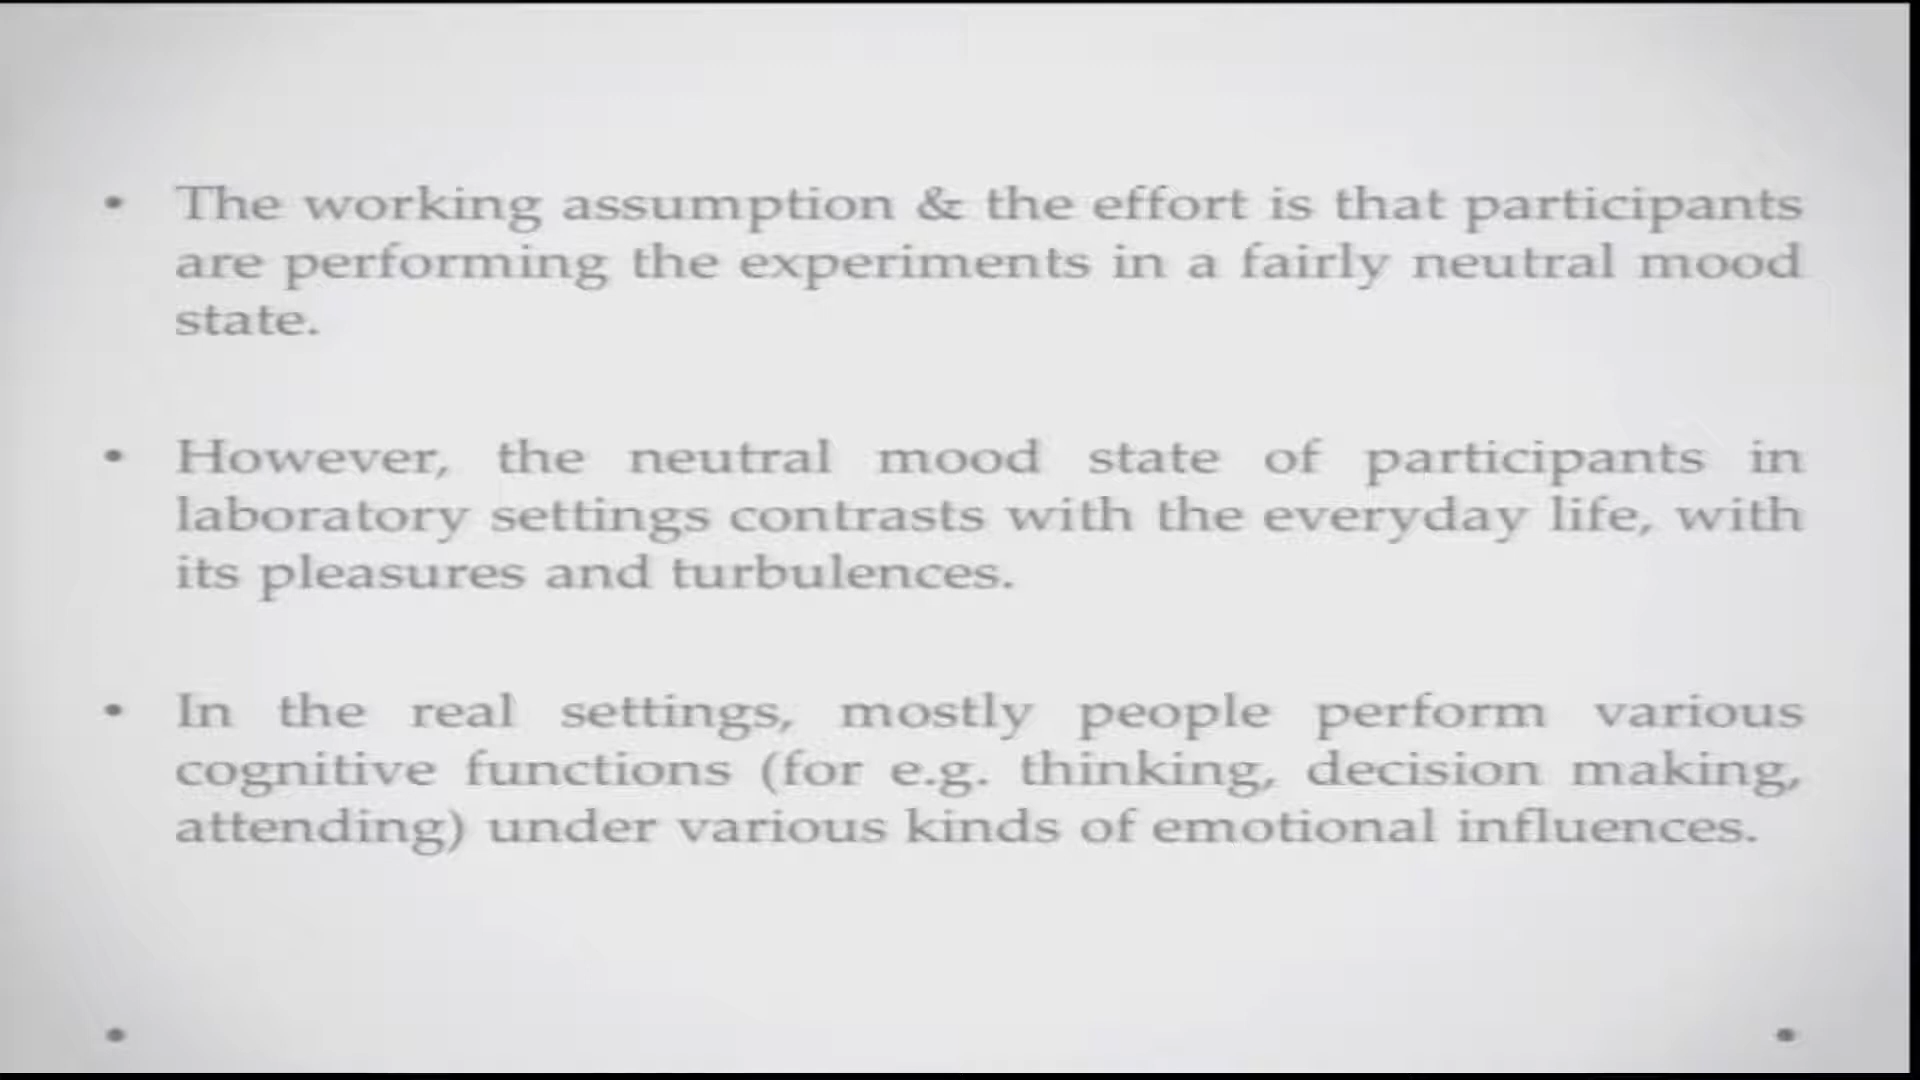 • The working assumption & the effort is that participants
are performing the experiments in a fairly neutral mood
state.
• However, the neutral mood state of participants in
laboratory settings contrasts with the everyday life, with
its pleasures and turbulences.
• In the real settings, mostly people perform various
cognitive functions (for e.g. thinking, decision making,
attending) under various kinds of emotional influences.